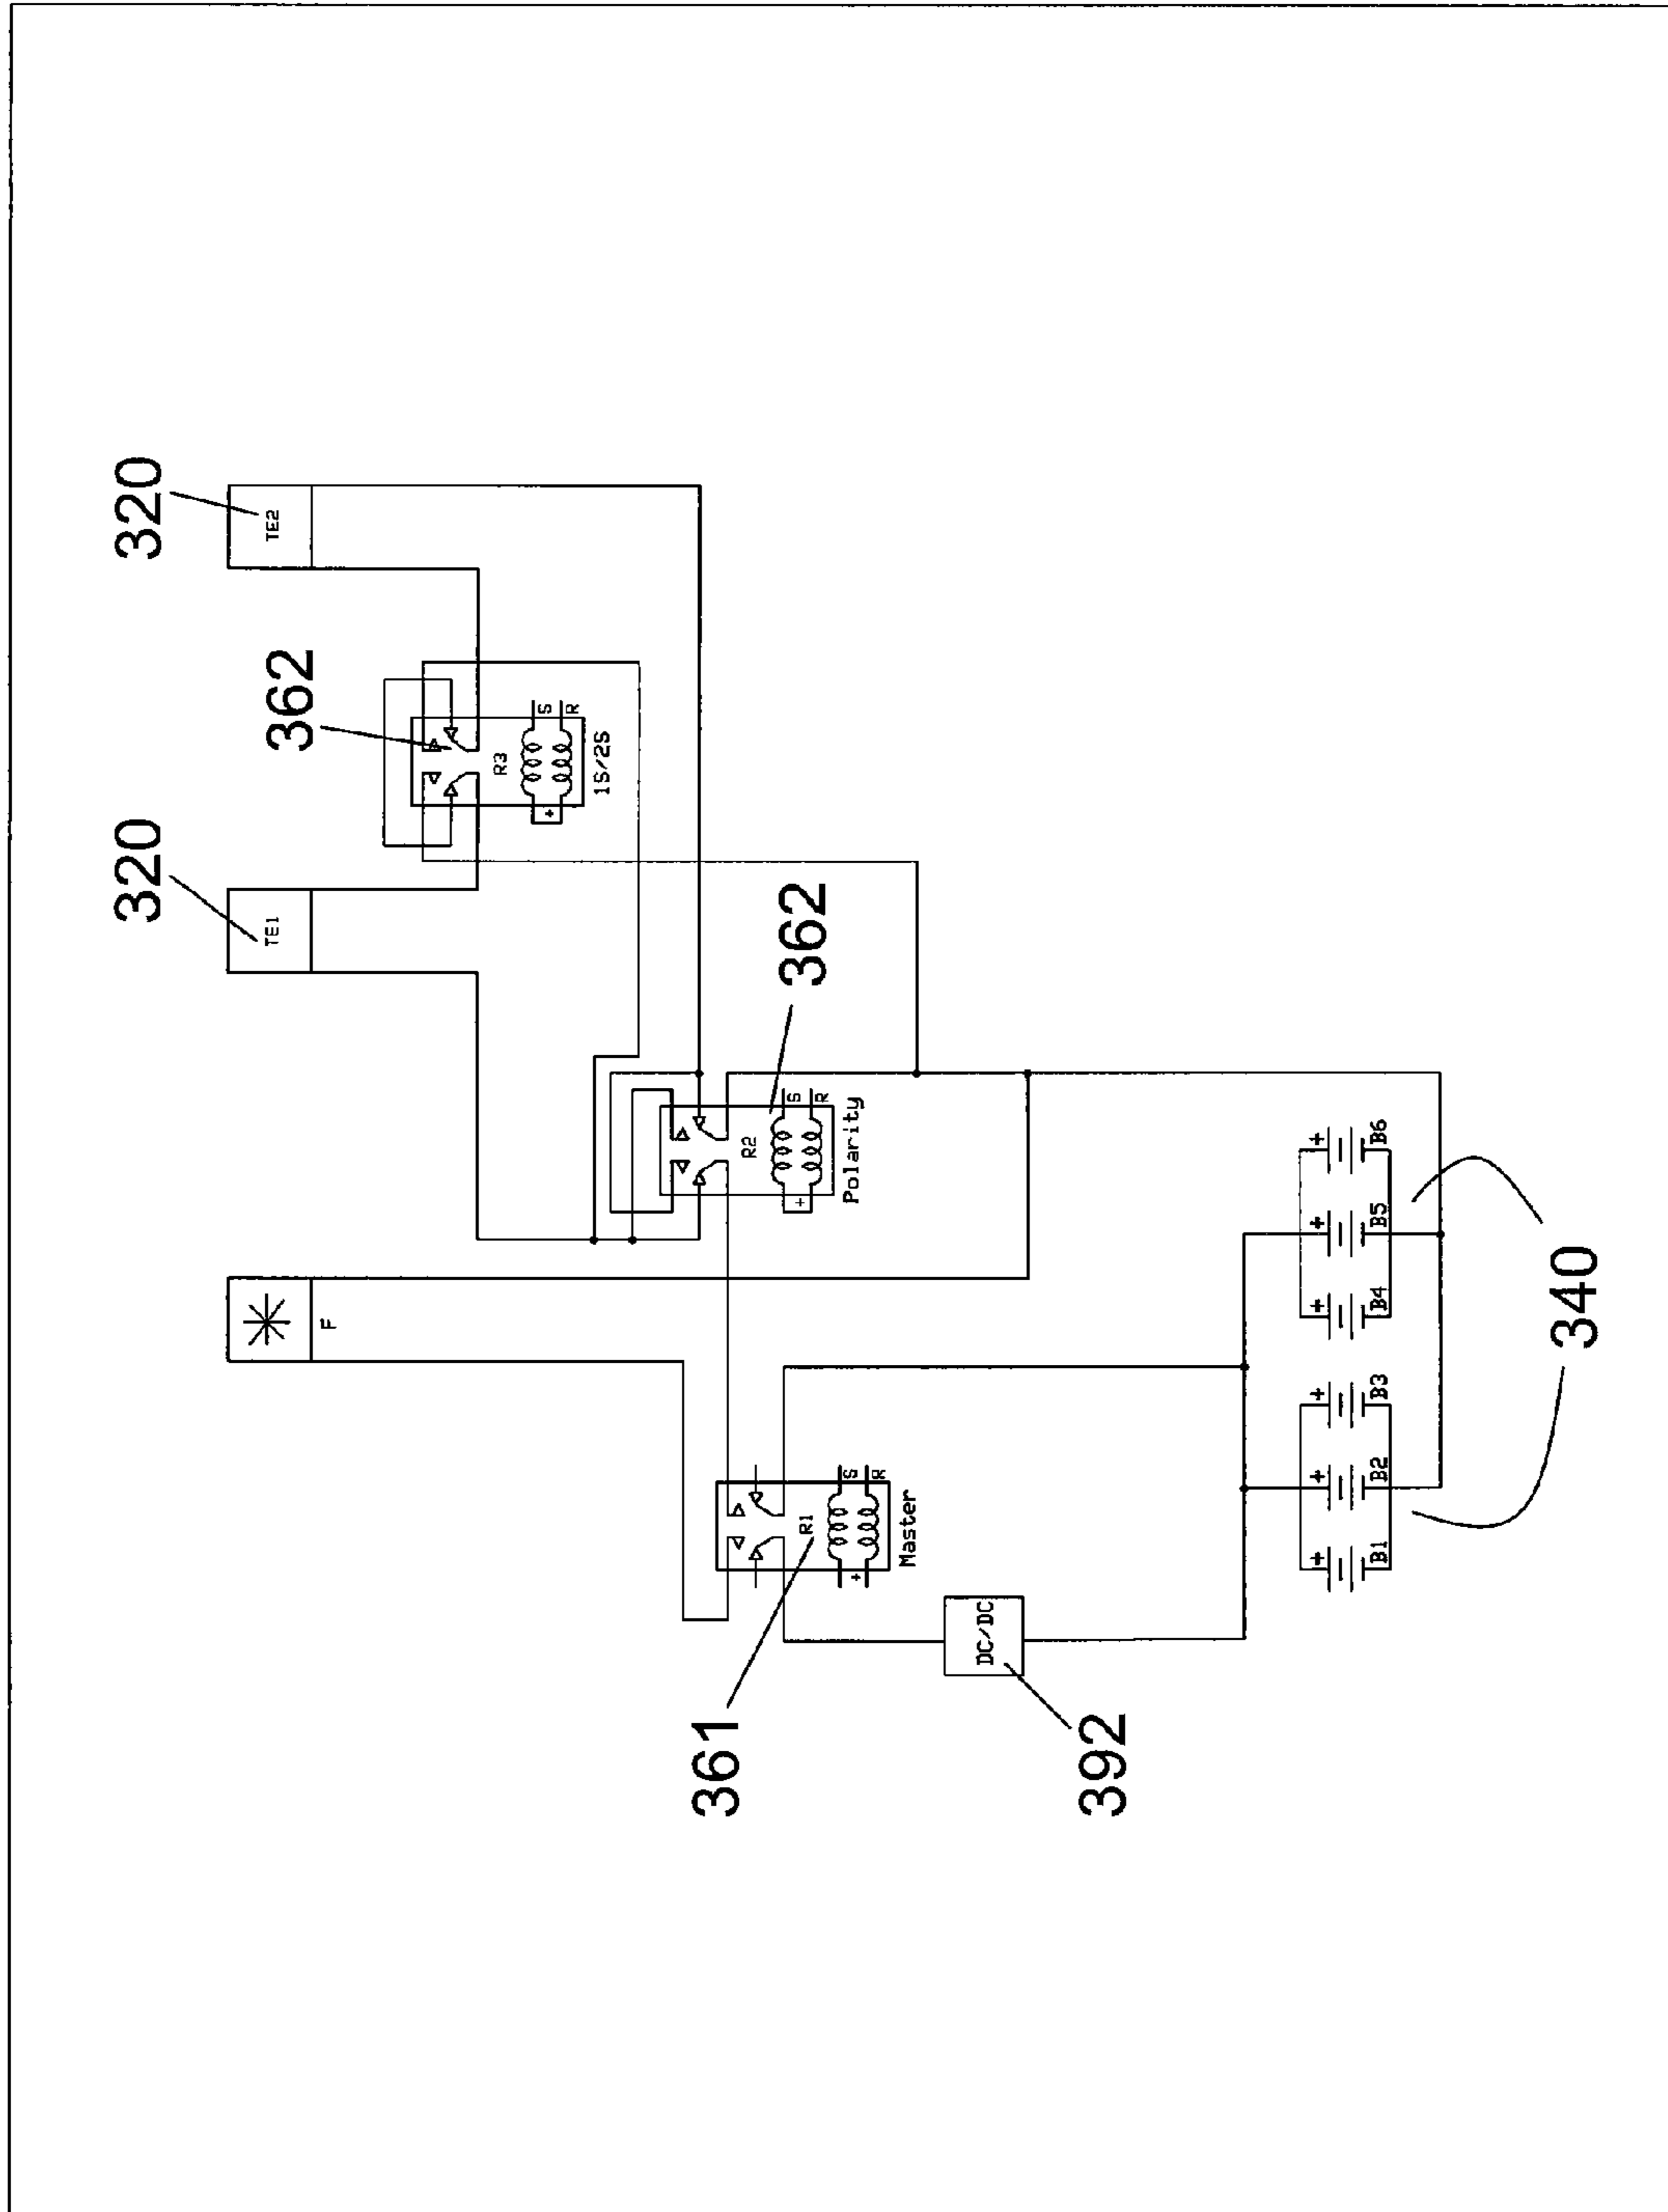 320
TE2
362
R3
+
S
R
1S/2S
320
TE1
362
R2
+
S
R
Polarity
F
361
R1
+
S
R
Master
392
DC/DC
+
B1
+
B2
+
B3
+
B4
+
B5
+
B6
340